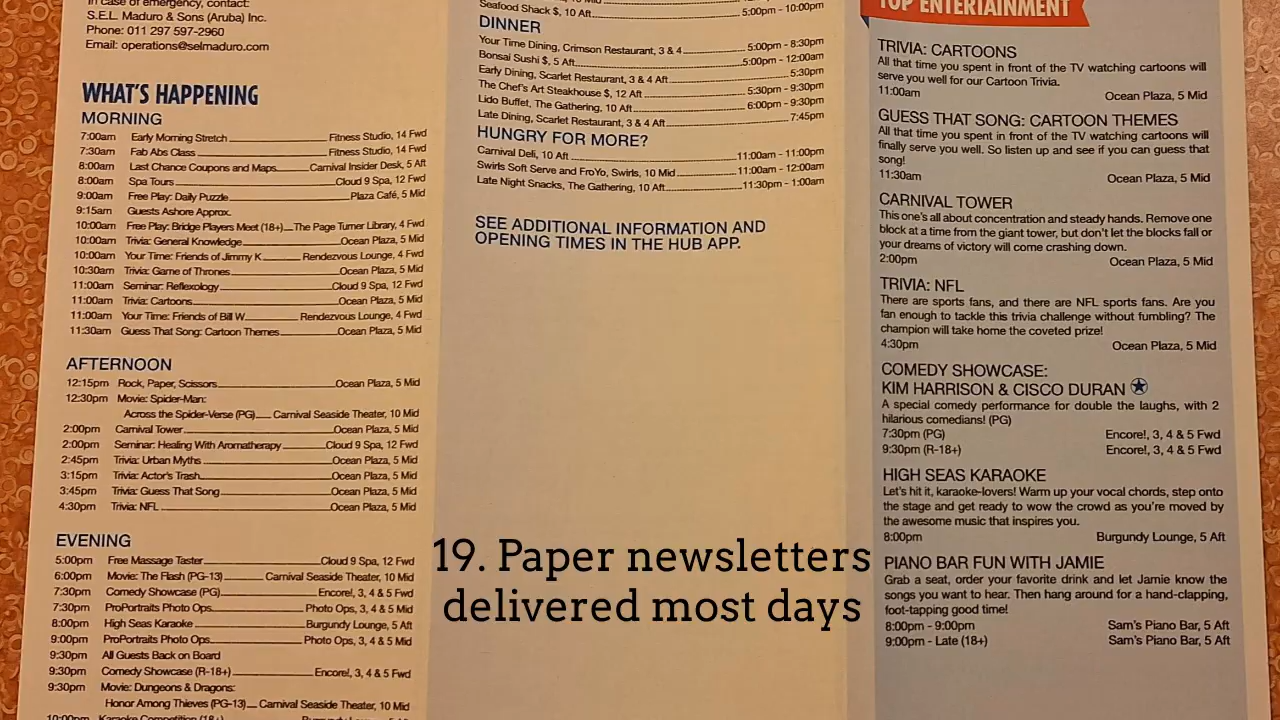 In case of emergency, contact:
S.E.L. Maduro & Sons (Aruba) Inc.
Phone: 011 297 597-2960
Email: operations@selmaduro.com
WHAT'S HAPPENING
MORNING
7:00am Early Morning Stretch Fitness Studio, 14 Fwd
7:30am Fab Abs Class Fitness Studio, 14 Fwd
8:00am Last Chance Coupons and Maps Carnival Insider Desk, 5 Aft
8:00am Spa Tours Cloud 9 Spa, 12 Fwd
9:00am Free Play: Daily Puzzle Plaza Café, 5 Mid
9:15am Guests Ashore Approx.
10:00am Free Play: Bridge Players Meet (18+) The Page Turner Library, 4 Fwd
10:00am Trivia: General Knowledge Ocean Plaza, 5 Mid
10:00am Your Time: Friends of Jimmy K Rendezvous Lounge, 4 Fwd
10:30am Trivia: Game of Thrones Ocean Plaza, 5 Mid
11:00am Seminar: Reflexology Cloud 9 Spa, 12 Fwd
11:00am Trivia: Cartoons Ocean Plaza, 5 Mid
11:00am Your Time: Friends of Bill W Rendezvous Lounge, 4 Fwd
11:30am Guess That Song: Cartoon Themes Ocean Plaza, 5 Mid
AFTERNOON
12:15pm Rock, Paper, Scissors Ocean Plaza, 5 Mid
12:30pm Movie: Spider-Man:
Across the Spider-Verse (PG) Carnival Seaside Theater, 10 Mid
2:00pm Carnival Tower Ocean Plaza, 5 Mid
2:00pm Seminar: Healing With Aromatherapy Cloud 9 Spa, 12 Fwd
2:45pm Trivia: Urban Myths Ocean Plaza, 5 Mid
3:15pm Trivia: Actor's Trash Ocean Plaza, 5 Mid
3:45pm Trivia: Guess That Song Ocean Plaza, 5 Mid
4:30pm Trivia: NFL Ocean Plaza, 5 Mid
EVENING
5:00pm Free Massage Taster Cloud 9 Spa, 12 Fwd
6:00pm Movie: The Flash (PG-13) Carnival Seaside Theater, 10 Mid
7:30pm Comedy Showcase (PG) Encore!, 3, 4 & 5 Fwd
7:30pm ProPortraits Photo Ops Photo Ops, 3, 4 & 5 Mid
8:00pm High Seas Karaoke Burgundy Lounge, 5 Aft
9:00pm ProPortraits Photo Ops Photo Ops, 3, 4 & 5 Mid
9:30pm All Guests Back on Board
9:30pm Comedy Showcase (R-18+) Encore!, 3, 4 & 5 Fwd
9:30pm Movie: Dungeons & Dragons:
Honor Among Thieves (PG-13) Carnival Seaside Theater, 10 Mid
10:00pm Karaoke Competition (18+)
Seafood Shack $, 10 Aft 5:00pm - 10:00pm
DINNER
Your Time Dining, Crimson Restaurant, 3 & 4 5:00pm - 8:30pm
Bonsai Sushi $, 5 Aft 5:00pm - 12:00am
Early Dining, Scarlet Restaurant, 3 & 4 Aft 5:30pm
The Chef's Art Steakhouse $, 12 Aft 5:30pm - 9:30pm
Lido Buffet, The Gathering, 10 Aft 6:00pm - 9:30pm
Late Dining, Scarlet Restaurant, 3 & 4 Aft 7:45pm
HUNGRY FOR MORE?
Carnival Deli, 10 Aft 11:00am - 11:00pm
Swirls Soft Serve and FroYo, Swirls, 10 Mid 11:00am - 12:00am
Late Night Snacks, The Gathering, 10 Aft 11:30pm - 1:00am
SEE ADDITIONAL INFORMATION AND
OPENING TIMES IN THE HUB APP.
19. Paper newsletters
delivered most days
TOP ENTERTAINMENT
TRIVIA: CARTOONS
All that time you spent in front of the TV watching cartoons will
serve you well for our Cartoon Trivia.
11:00am Ocean Plaza, 5 Mid
GUESS THAT SONG: CARTOON THEMES
All that time you spent in front of the TV watching cartoons will
finally serve you well. So listen up and see if you can guess that
song!
11:30am Ocean Plaza, 5 Mid
CARNIVAL TOWER
This one's all about concentration and steady hands. Remove one
block at a time from the giant tower, but don't let the blocks fall or
your dreams of victory will come crashing down.
2:00pm Ocean Plaza, 5 Mid
TRIVIA: NFL
There are sports fans, and there are NFL sports fans. Are you
fan enough to tackle this trivia challenge without fumbling? The
champion will take home the coveted prize!
4:30pm Ocean Plaza, 5 Mid
COMEDY SHOWCASE:
KIM HARRISON & CISCO DURAN
A special comedy performance for double the laughs, with 2
hilarious comedians! (PG)
7:30pm (PG) Encore!, 3, 4 & 5 Fwd
9:30pm (R-18+) Encore!, 3, 4 & 5 Fwd
HIGH SEAS KARAOKE
Let's hit it, karaoke-lovers! Warm up your vocal chords, step onto
the stage and get ready to wow the crowd as you're moved by
the awesome music that inspires you.
8:00pm Burgundy Lounge, 5 Aft
PIANO BAR FUN WITH JAMIE
Grab a seat, order your favorite drink and let Jamie know the
songs you want to hear. Then hang around for a hand-clapping,
foot-tapping good time!
8:00pm - 9:00pm Sam's Piano Bar, 5 Aft
9:00pm - Late (18+) Sam's Piano Bar, 5 Aft